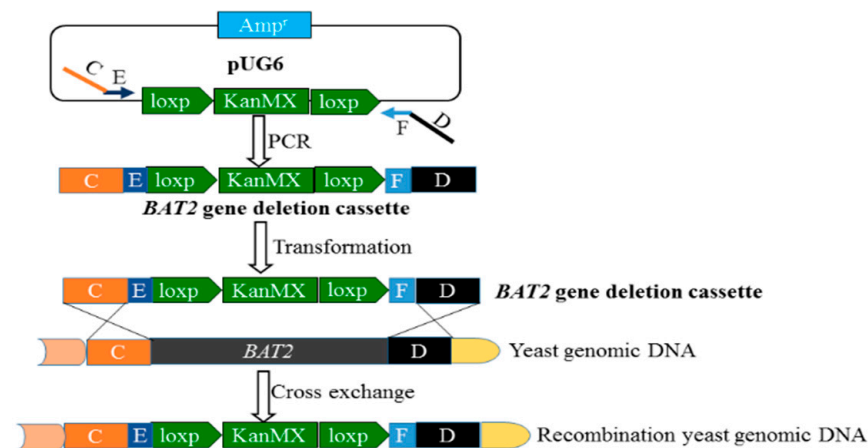 Ampʳ
pUG6
C E
loxp KanMX loxp
F D
PCR
C E loxp KanMX loxp F D
BAT2 gene deletion cassette
Transformation
C E loxp KanMX loxp F D BAT2 gene deletion cassette
C BAT2 D Yeast genomic DNA
Cross exchange
C E loxp KanMX loxp F D Recombination yeast genomic DNA